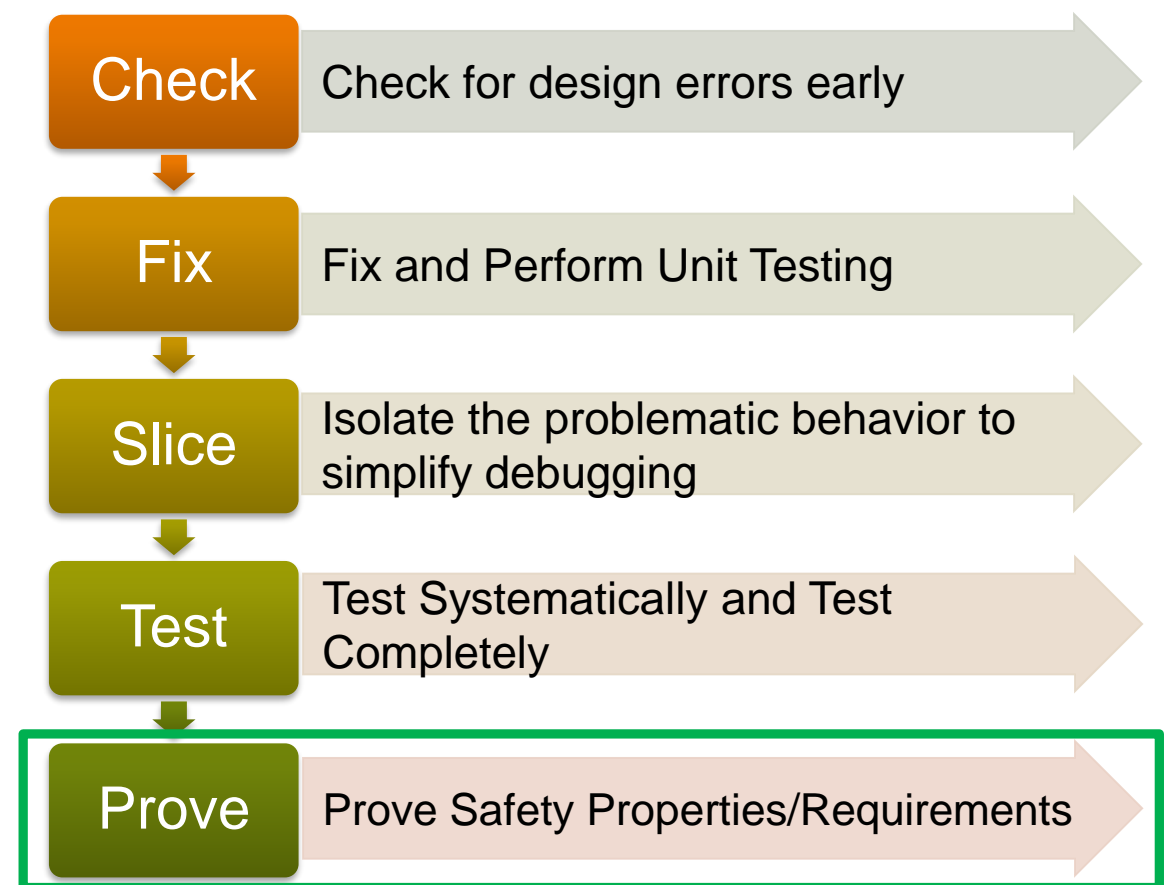 Check
Check for design errors early
Fix
Fix and Perform Unit Testing
Slice
Isolate the problematic behavior to
simplify debugging
Test
Test Systematically and Test
Completely
Prove
Prove Safety Properties/Requirements